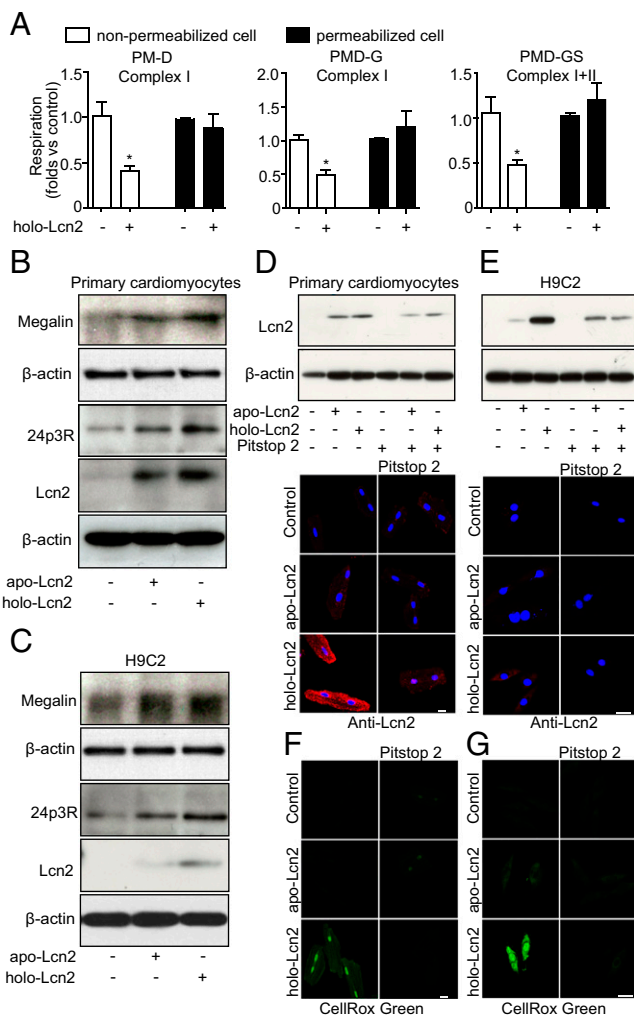 A
non-permeabilized cell
permeabilized cell
PM-D
Complex I
PMD-G
Complex I
PMD-GS
Complex I+II
Respiration
(folds vs control)
1.5
1.0
0.5
0.0
*
2.0
1.5
1.0
0.5
0.0
*
1.5
1.0
0.5
0.0
*
holo-Lcn2 - + - + - + - + - + - +
B
Primary cardiomyocytes
Megalin
β-actin
24p3R
Lcn2
β-actin
apo-Lcn2 - + -
holo-Lcn2 - - +
C
H9C2
Megalin
β-actin
24p3R
Lcn2
β-actin
apo-Lcn2 - + -
holo-Lcn2 - - +
D
Primary cardiomyocytes
Lcn2
β-actin
apo-Lcn2 - + - - + -
holo-Lcn2 - - + - - +
Pitstop 2 - - - + + +
Pitstop 2
Control
apo-Lcn2
holo-Lcn2
Anti-Lcn2
E
H9C2
- + - - + -
- - + - - +
- - - + + +
Pitstop 2
Anti-Lcn2
F
Pitstop 2
Control
apo-Lcn2
holo-Lcn2
CellRox Green
G
Pitstop 2
Control
apo-Lcn2
holo-Lcn2
CellRox Green